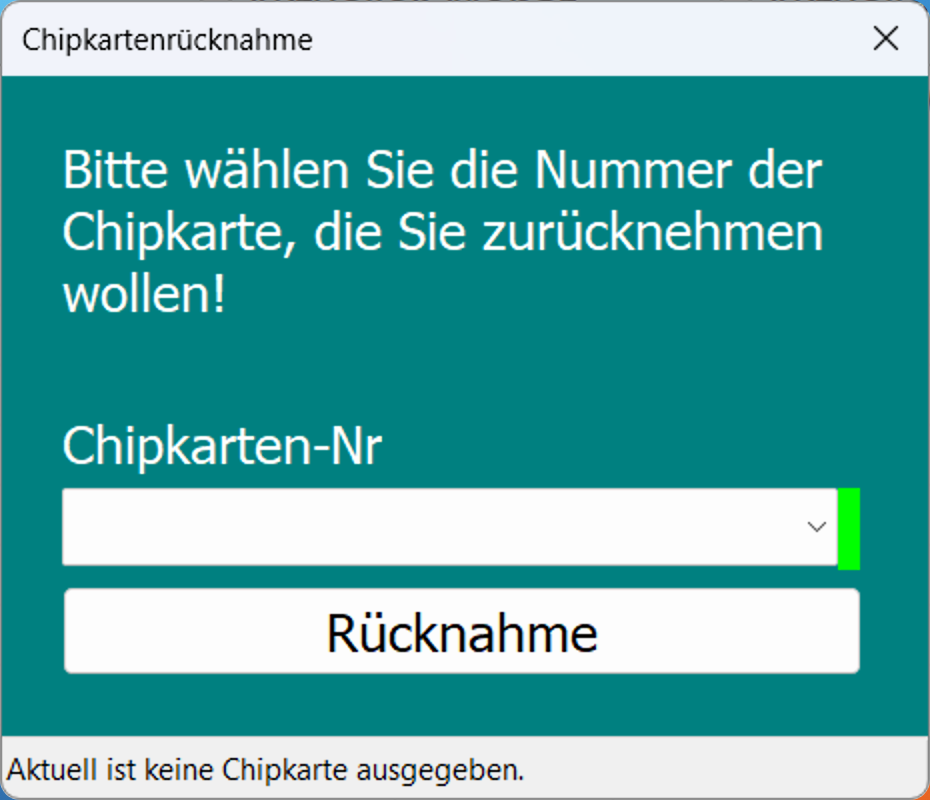 Chipkartenrücknahme
Bitte wählen Sie die Nummer der
Chipkarte, die Sie zurücknehmen
wollen!
Chipkarten-Nr
Rücknahme
Aktuell ist keine Chipkarte ausgegeben.